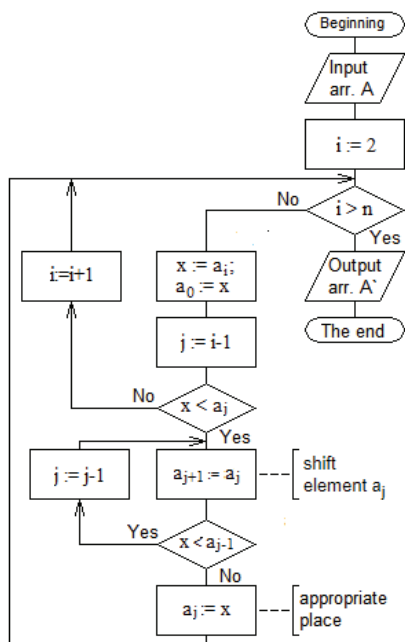 Beginning
Input
arr. A
i := 2
i > n
No
Yes
Output
arr. A`
The end
x := aᵢ;
a₀ := x
i:=i+1
j := i-1
No
x < aⱼ
Yes
j := j-1
aⱼ₊₁ := aⱼ
shift
element aⱼ
Yes
x < aⱼ₋₁
No
aⱼ := x
appropriate
place